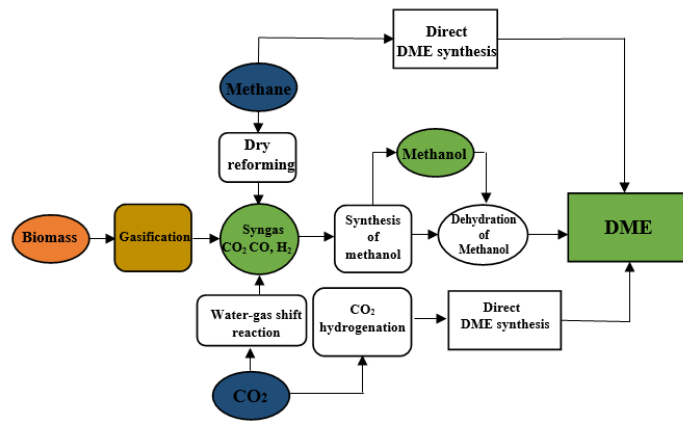 Direct
DME synthesis
Methane
Dry
reforming
Methanol
Biomass
Gasification
Syngas
CO₂ CO, H₂
Synthesis
of
methanol
Dehydration
of
Methanol
DME
Water-gas shift
reaction
CO₂
hydrogenation
Direct
DME synthesis
CO₂